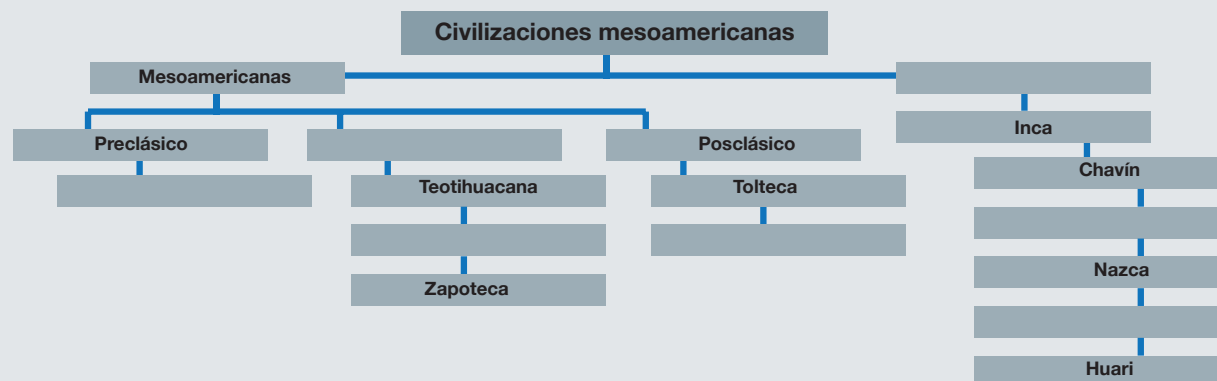 Civilizaciones mesoamericanas
Mesoamericanas
Inca
Preclásico
Posclásico
Chavín
Teotihuacana
Tolteca
Nazca
Zapoteca
Huari